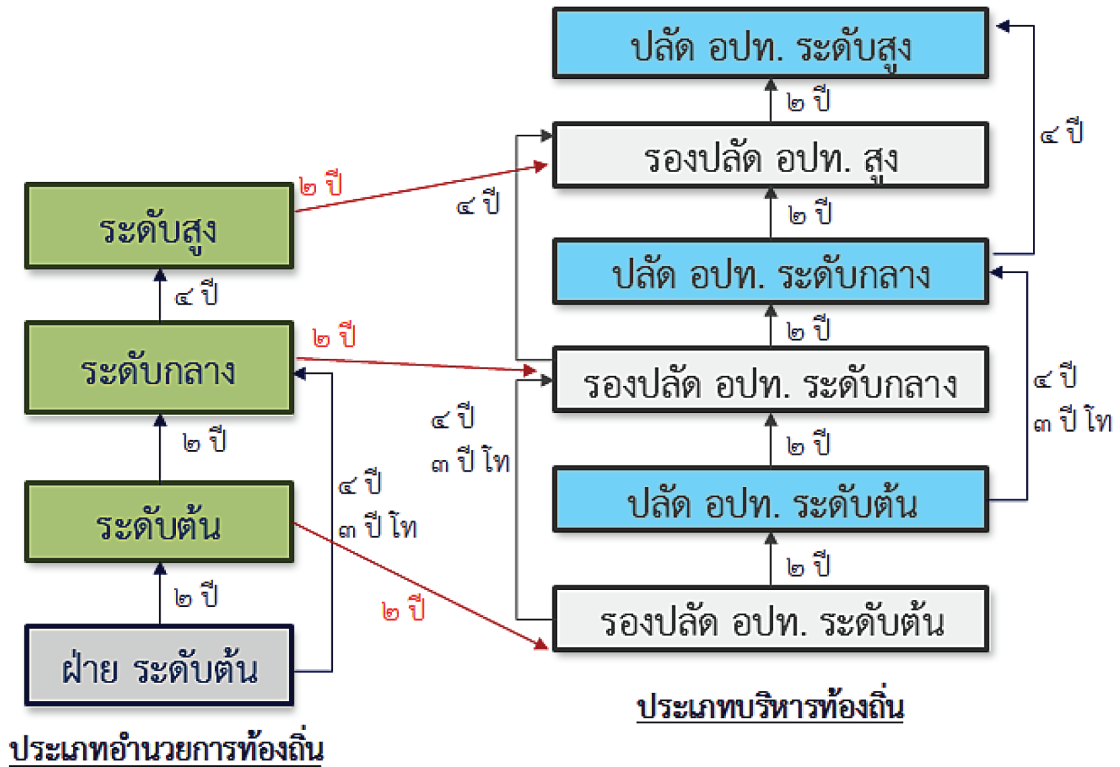 ปลัด อปท. ระดับสูง
๒ ปี
๔ ปี
รองปลัด อปท. สูง
๒ ปี
๔ ปี
ระดับสูง
๒ ปี
ปลัด อปท. ระดับกลาง
๔ ปี
๒ ปี
๒ ปี
ระดับกลาง
รองปลัด อปท. ระดับกลาง
๔ ปี
๓ ปี โท
๔ ปี
๓ ปี โท
๒ ปี
๒ ปี
ระดับต้น
๔ ปี
๓ ปี โท
ปลัด อปท. ระดับต้น
๒ ปี
๒ ปี
๒ ปี
รองปลัด อปท. ระดับต้น
ฝ่าย ระดับต้น
ประเภทบริหารท้องถิ่น
ประเภทอำนวยการท้องถิ่น